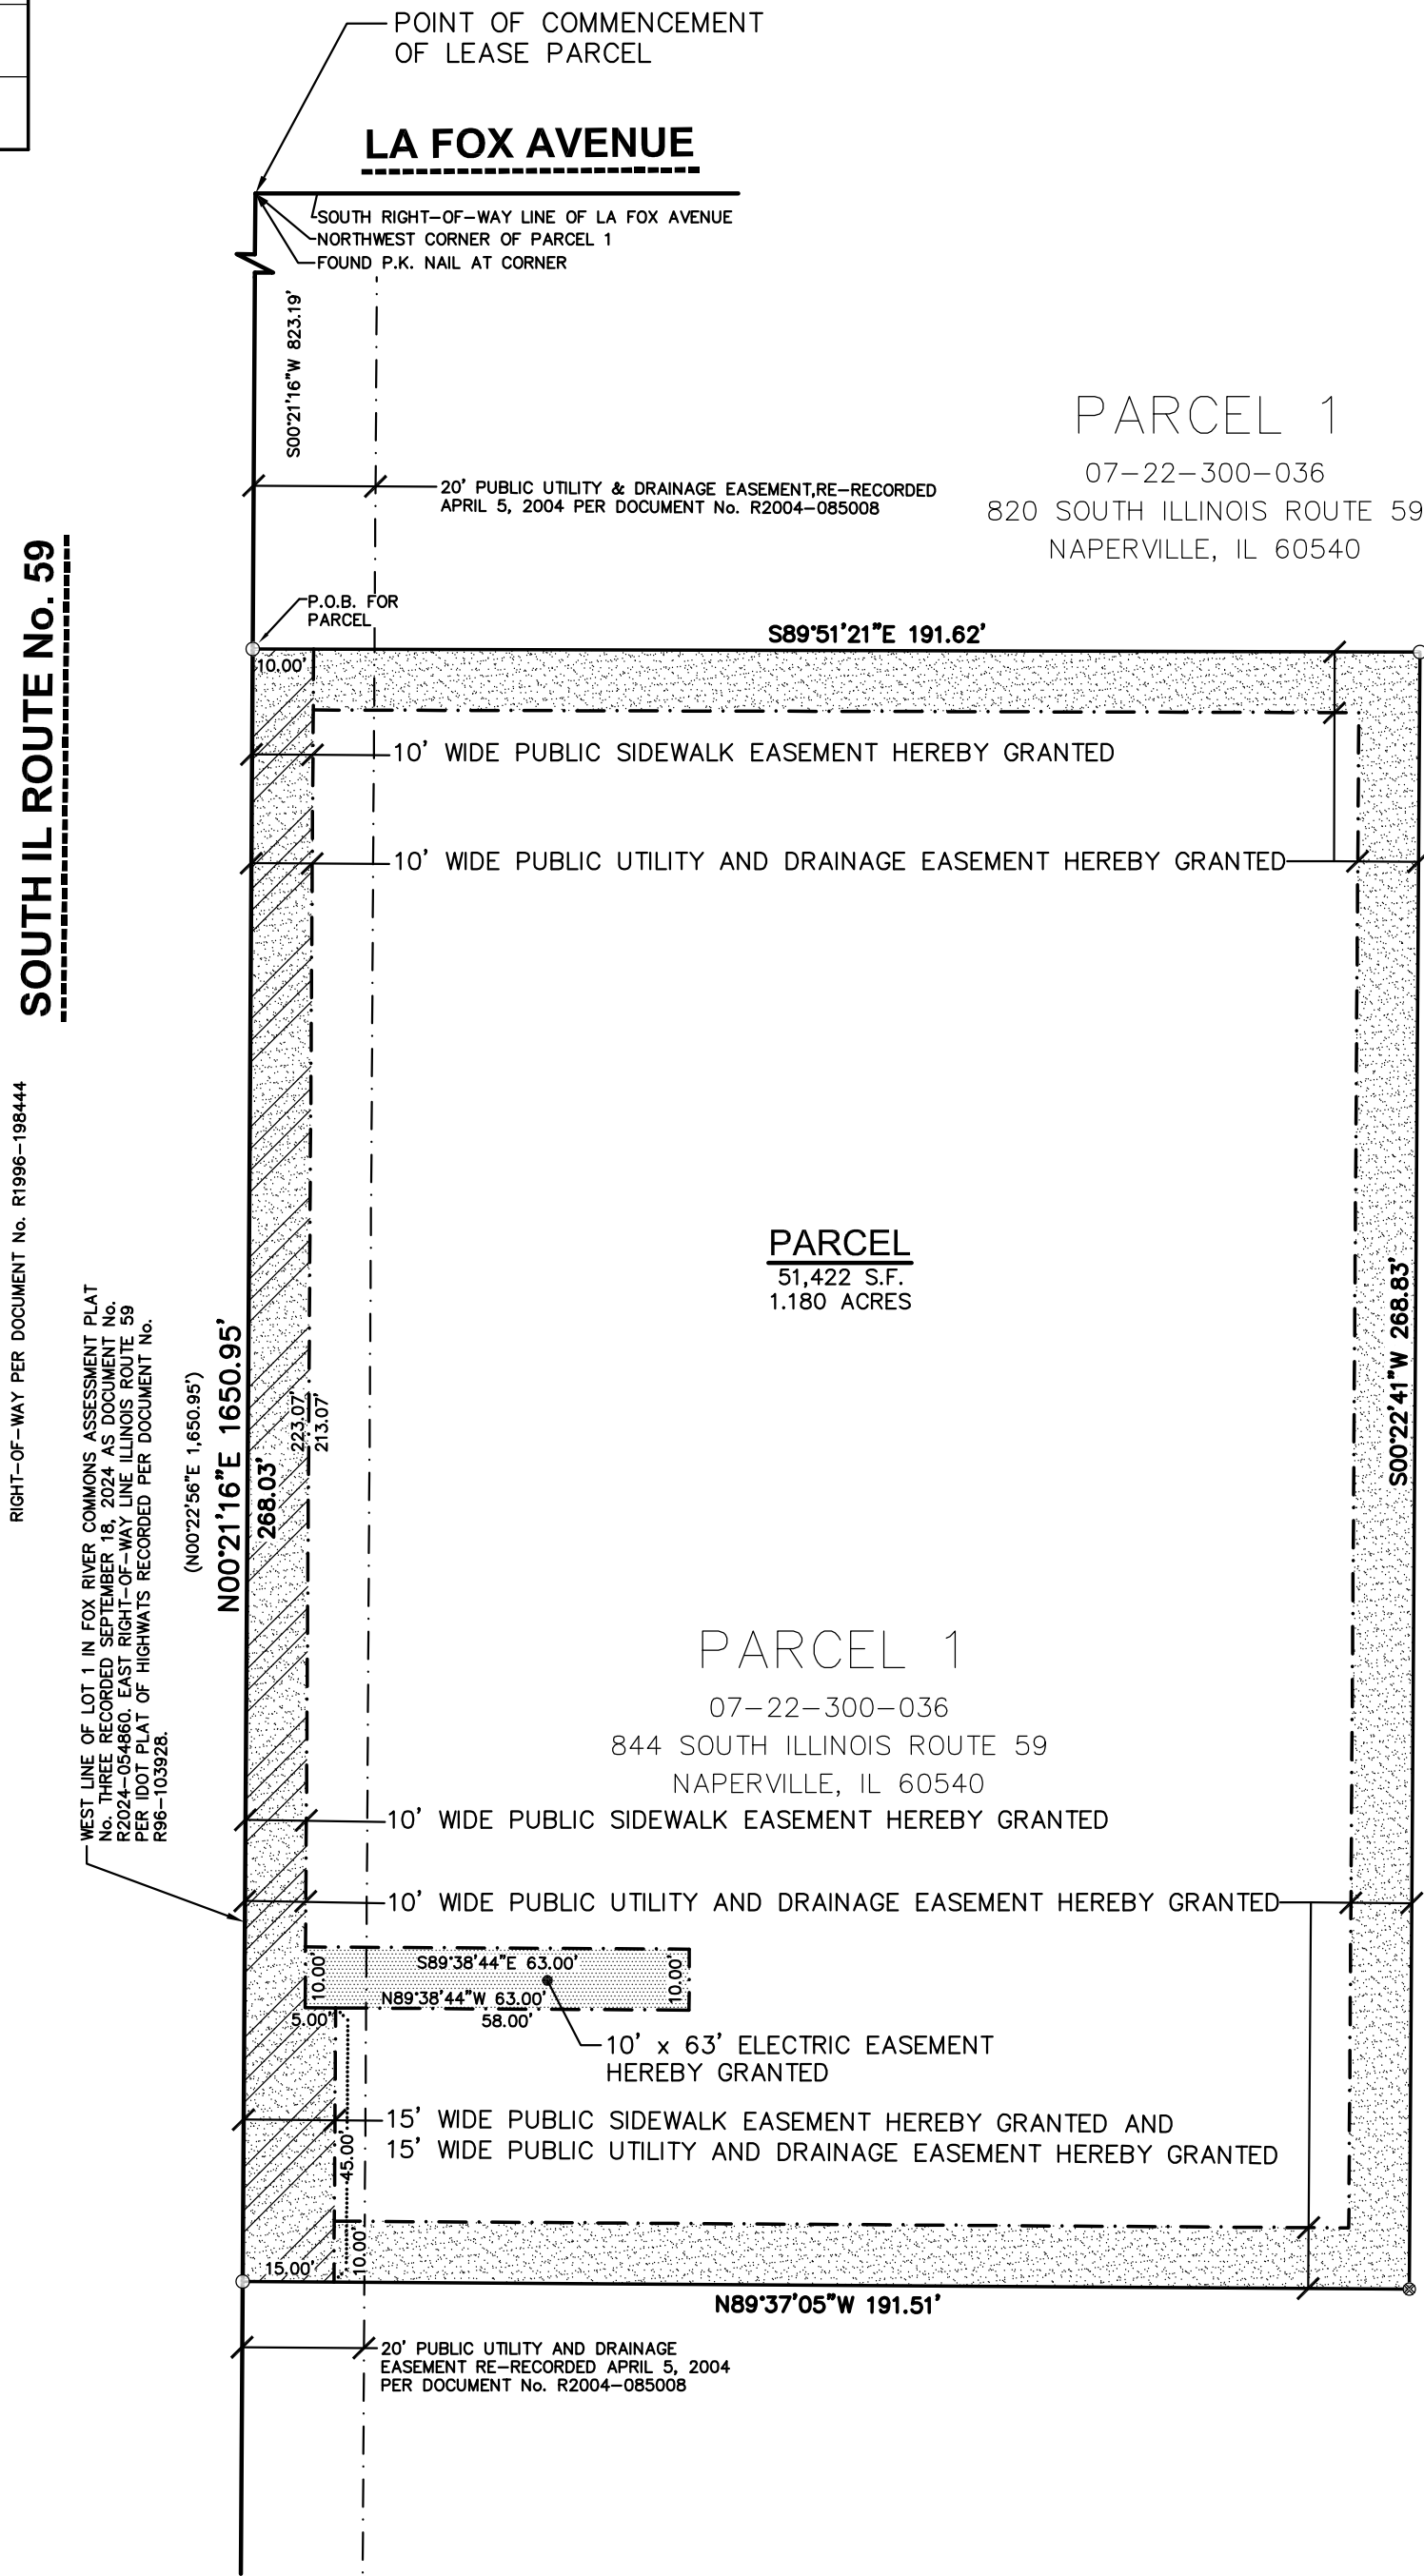 POINT OF COMMENCEMENT
OF LEASE PARCEL
LA FOX AVENUE
SOUTH RIGHT-OF-WAY LINE OF LA FOX AVENUE
NORTHWEST CORNER OF PARCEL 1
FOUND P.K. NAIL AT CORNER
S00°21'16"W 823.19'
PARCEL 1
07-22-300-036
820 SOUTH ILLINOIS ROUTE 59
NAPERVILLE, IL 60540
20' PUBLIC UTILITY & DRAINAGE EASEMENT,RE-RECORDED
APRIL 5, 2004 PER DOCUMENT No. R2004-085008
SOUTH IL ROUTE No. 59
P.O.B. FOR
PARCEL
S89°51'21"E 191.62'
10.00'
10' WIDE PUBLIC SIDEWALK EASEMENT HEREBY GRANTED
10' WIDE PUBLIC UTILITY AND DRAINAGE EASEMENT HEREBY GRANTED
RIGHT-OF-WAY PER DOCUMENT No. R1996-198444
PARCEL
51,422 S.F.
1.180 ACRES
WEST LINE OF LOT 1 IN FOX RIVER COMMONS ASSESSMENT PLAT
No. THREE RECORDED SEPTEMBER 18, 2024 AS DOCUMENT No.
R2024-054860. EAST RIGHT-OF-WAY LINE ILLINOIS ROUTE 59
PER IDOT PLAT OF HIGHWATS RECORDED PER DOCUMENT No.
R96-103928.
(N00°22'56"E 1,650.95')
N00°21'16"E 1650.95'
268.03'
223.07'
213.07'
S00°22'41"W 268.83'
PARCEL 1
07-22-300-036
844 SOUTH ILLINOIS ROUTE 59
NAPERVILLE, IL 60540
10' WIDE PUBLIC SIDEWALK EASEMENT HEREBY GRANTED
10' WIDE PUBLIC UTILITY AND DRAINAGE EASEMENT HEREBY GRANTED
10.00'
S89°38'44"E 63.00'
10.00'
N89°38'44"W 63.00'
5.00'
58.00'
10' x 63' ELECTRIC EASEMENT
HEREBY GRANTED
15' WIDE PUBLIC SIDEWALK EASEMENT HEREBY GRANTED AND
15' WIDE PUBLIC UTILITY AND DRAINAGE EASEMENT HEREBY GRANTED
45.00'
10.00'
15.00'
N89°37'05"W 191.51'
20' PUBLIC UTILITY AND DRAINAGE
EASEMENT RE-RECORDED APRIL 5, 2004
PER DOCUMENT No. R2004-085008